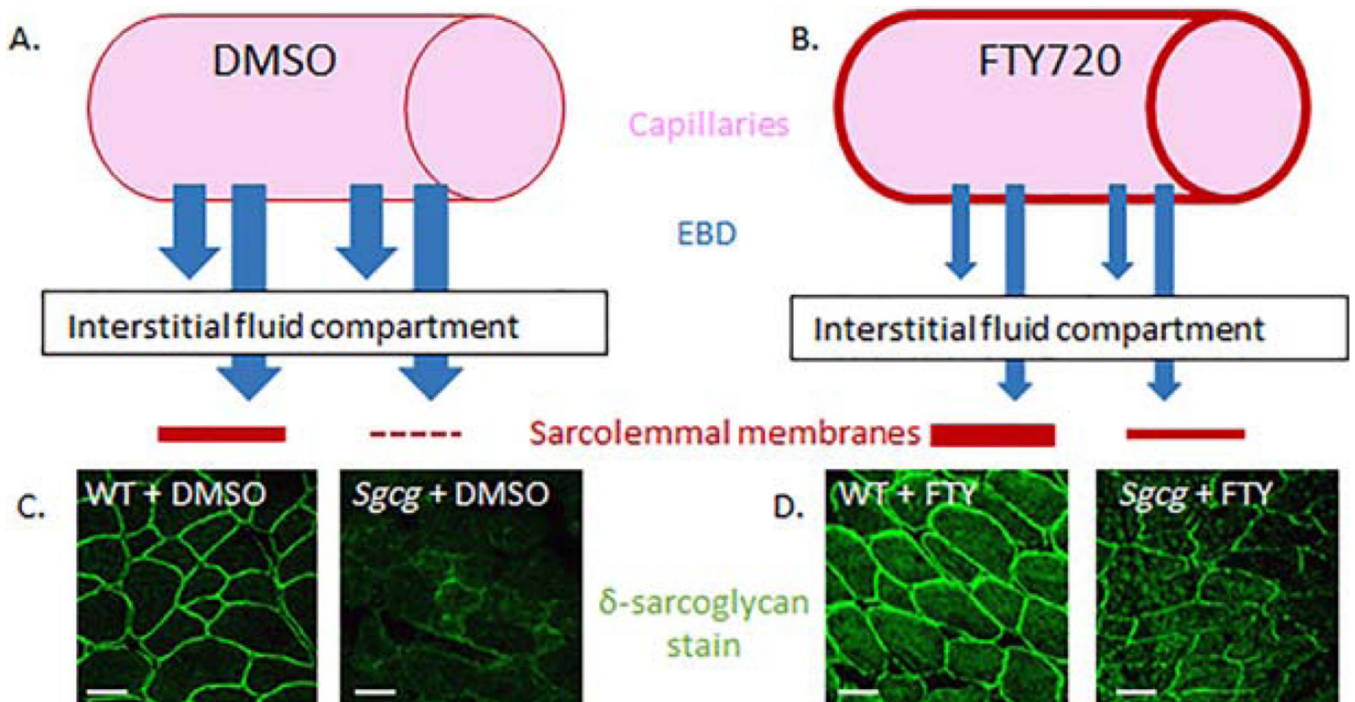 A.
DMSO
B.
FTY720
Capillaries
EBD
Interstitial fluid compartment
Interstitial fluid compartment
Sarcolemmal membranes
C.
WT + DMSO
Sgcg + DMSO
D.
WT + FTY
Sgcg + FTY
δ-sarcoglycan
stain